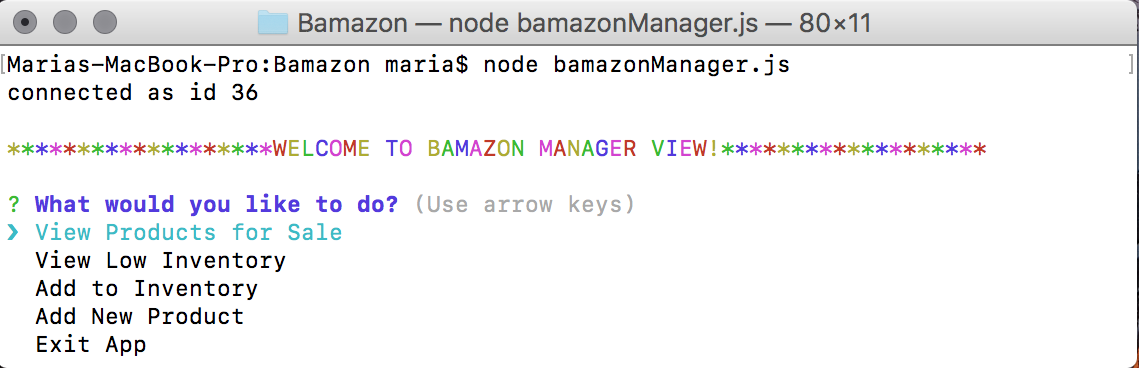 Bamazon — node bamazonManager.js — 80×11
[Marias-MacBook-Pro:Bamazon maria$ node bamazonManager.js ]
connected as id 36
*******************WELCOME TO BAMAZON MANAGER VIEW!*******************
? What would you like to do? (Use arrow keys)
❯ View Products for Sale
View Low Inventory
Add to Inventory
Add New Product
Exit App